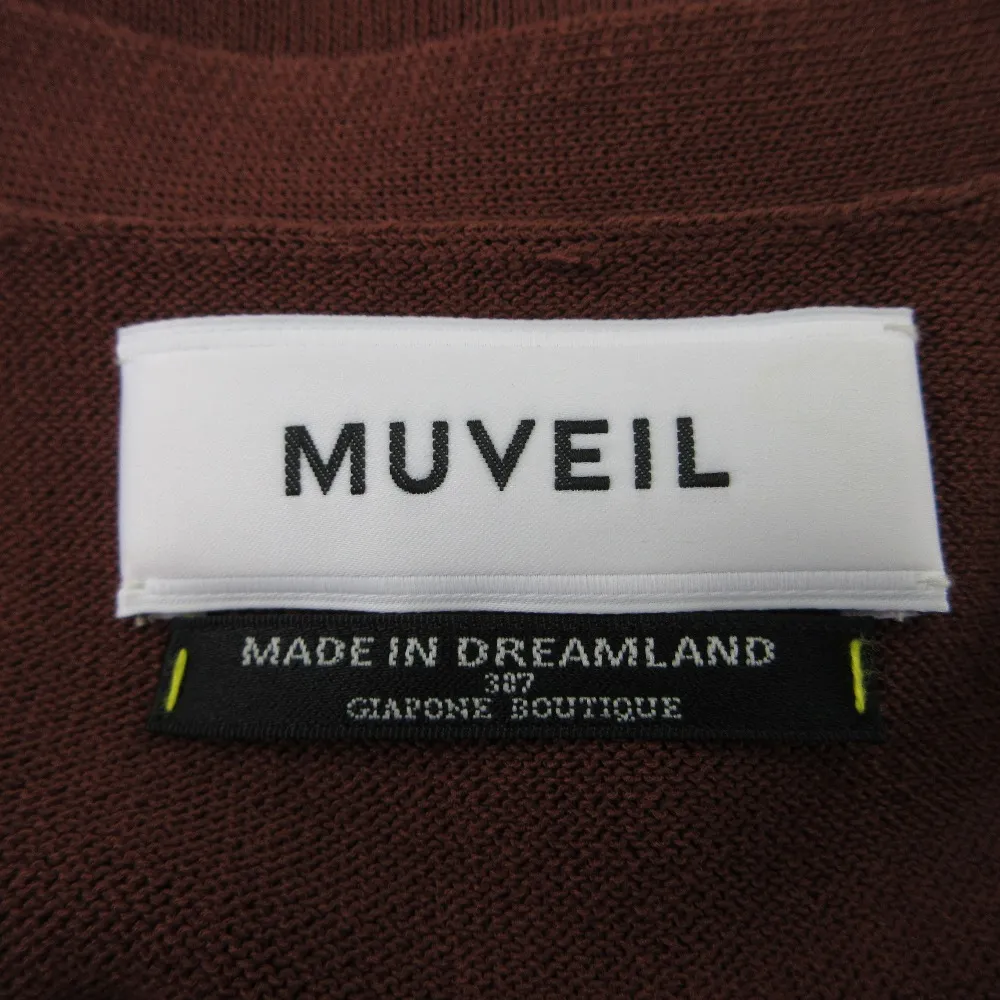 MUVEIL
MADE IN DREAMLAND
387
GIAPONE BOUTIQUE